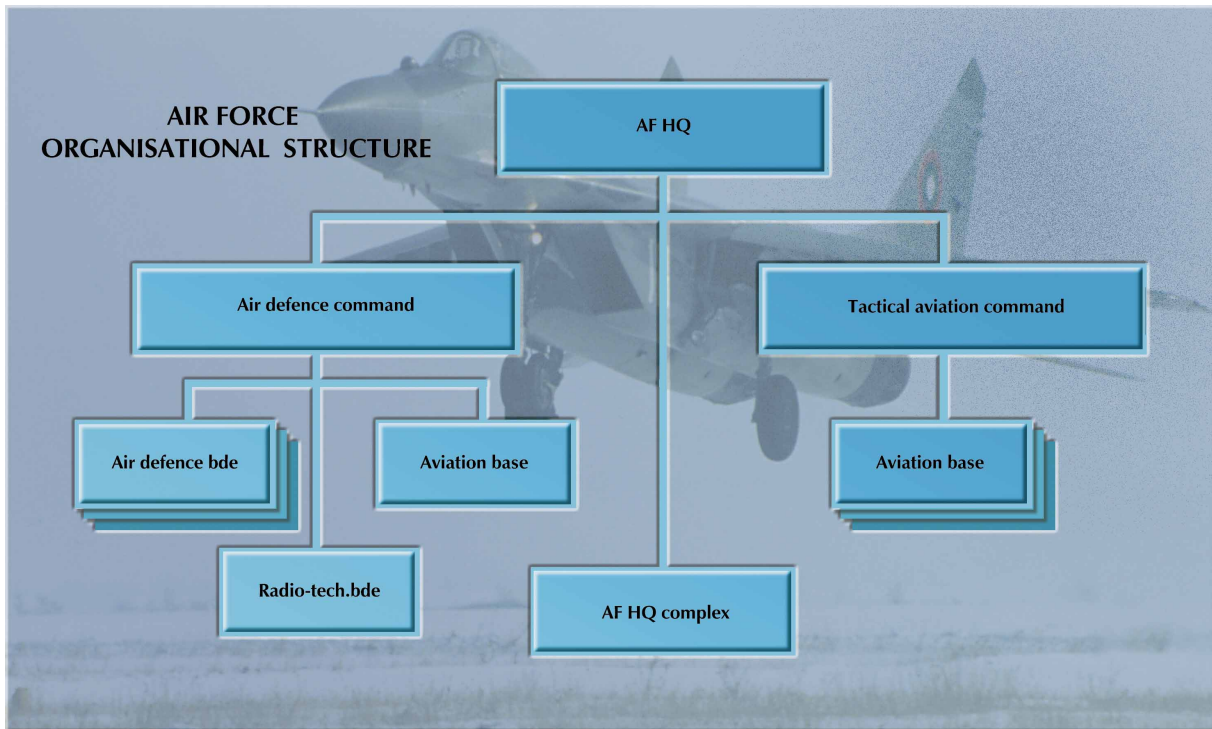 AIR FORCE
ORGANISATIONAL STRUCTURE
AF HQ
Air defence command
Tactical aviation command
Air defence bde
Aviation base
Aviation base
Radio-tech.bde
AF HQ complex